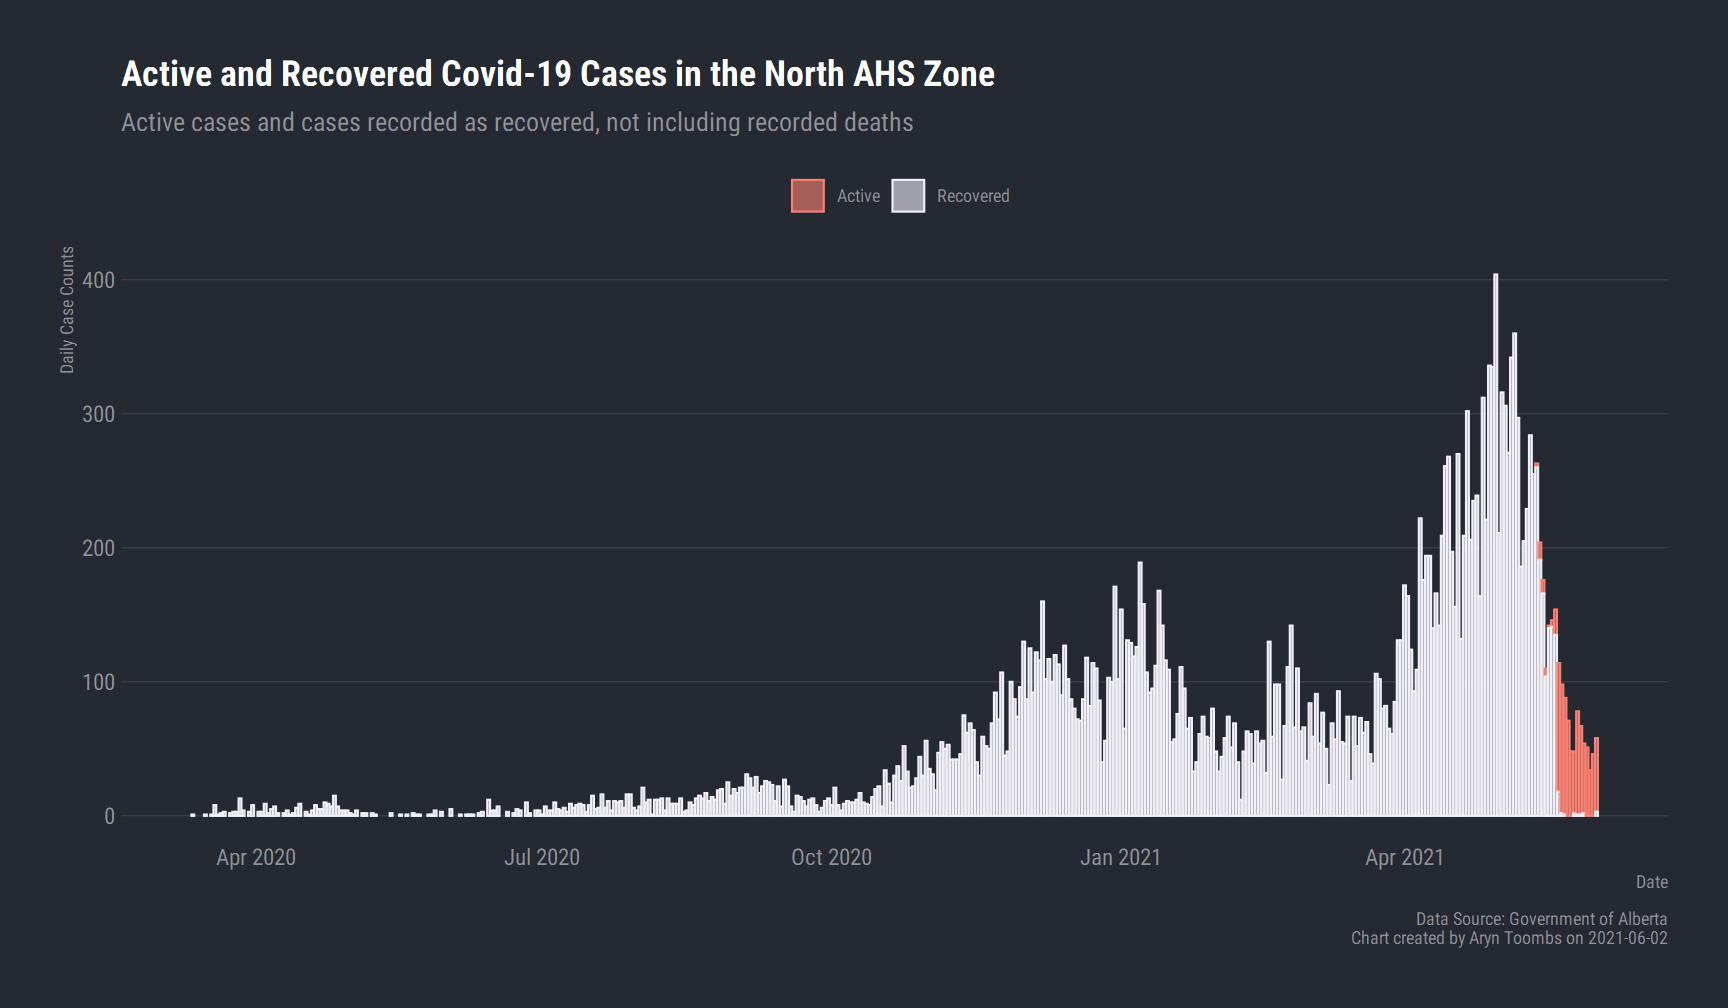 Active and Recovered Covid-19 Cases in the North AHS Zone
Active cases and cases recorded as recovered, not including recorded deaths
Active
Recovered
Daily Case Counts
400
300
200
100
0
Apr 2020
Jul 2020
Oct 2020
Jan 2021
Apr 2021
Date
Data Source: Government of Alberta
Chart created by Aryn Toombs on 2021-06-02